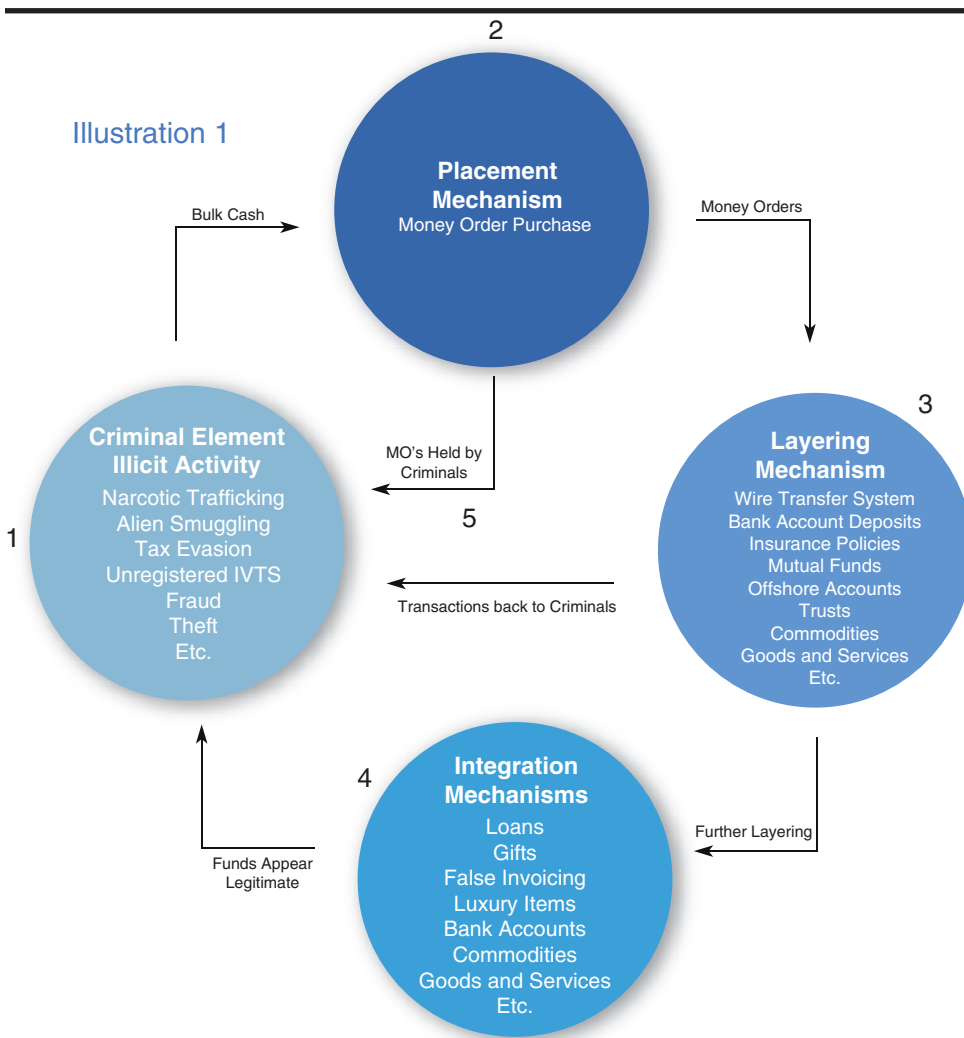 2
Illustration 1
Placement
Mechanism
Money Order Purchase
Bulk Cash
Money Orders
3
Layering
Mechanism
Wire Transfer System
Bank Account Deposits
Insurance Policies
Mutual Funds
Offshore Accounts
Trusts
Commodities
Goods and Services
Etc.
1
Criminal Element
Illicit Activity
Narcotic Trafficking
Alien Smuggling
Tax Evasion
Unregistered IVTS
Fraud
Theft
Etc.
MO's Held by
Criminals
5
Transactions back to Criminals
4
Integration
Mechanisms
Loans
Gifts
False Invoicing
Luxury Items
Bank Accounts
Commodities
Goods and Services
Etc.
Further Layering
Funds Appear
Legitimate